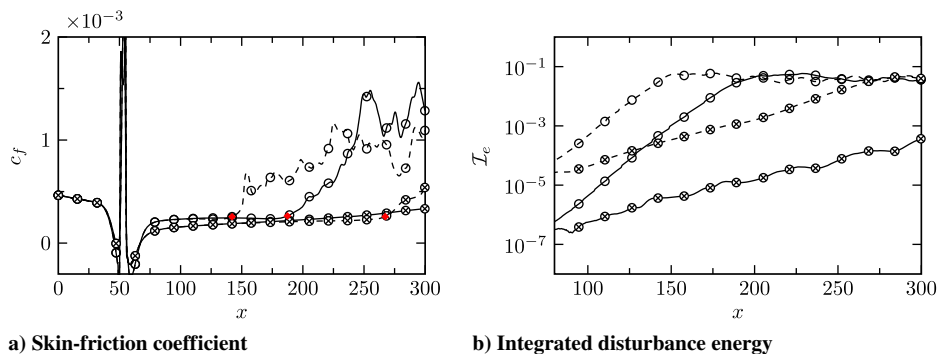 ×10⁻³
2
1
0
c_f
0 50 100 150 200 250 300
x
a) Skin-friction coefficient
10⁻¹
10⁻³
10⁻⁵
10⁻⁷
ℐ_e
100 150 200 250 300
x
b) Integrated disturbance energy